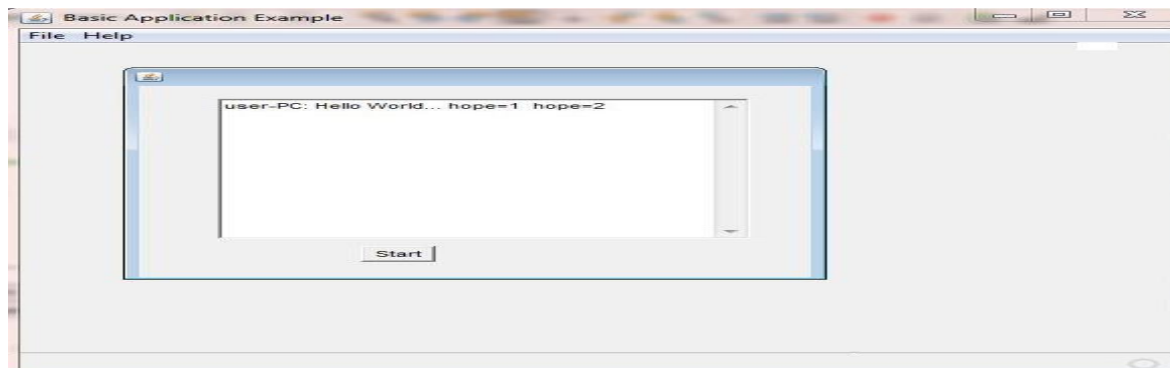 Basic Application Example
File Help
user-PC: Hello World... hope=1 hope=2
Start